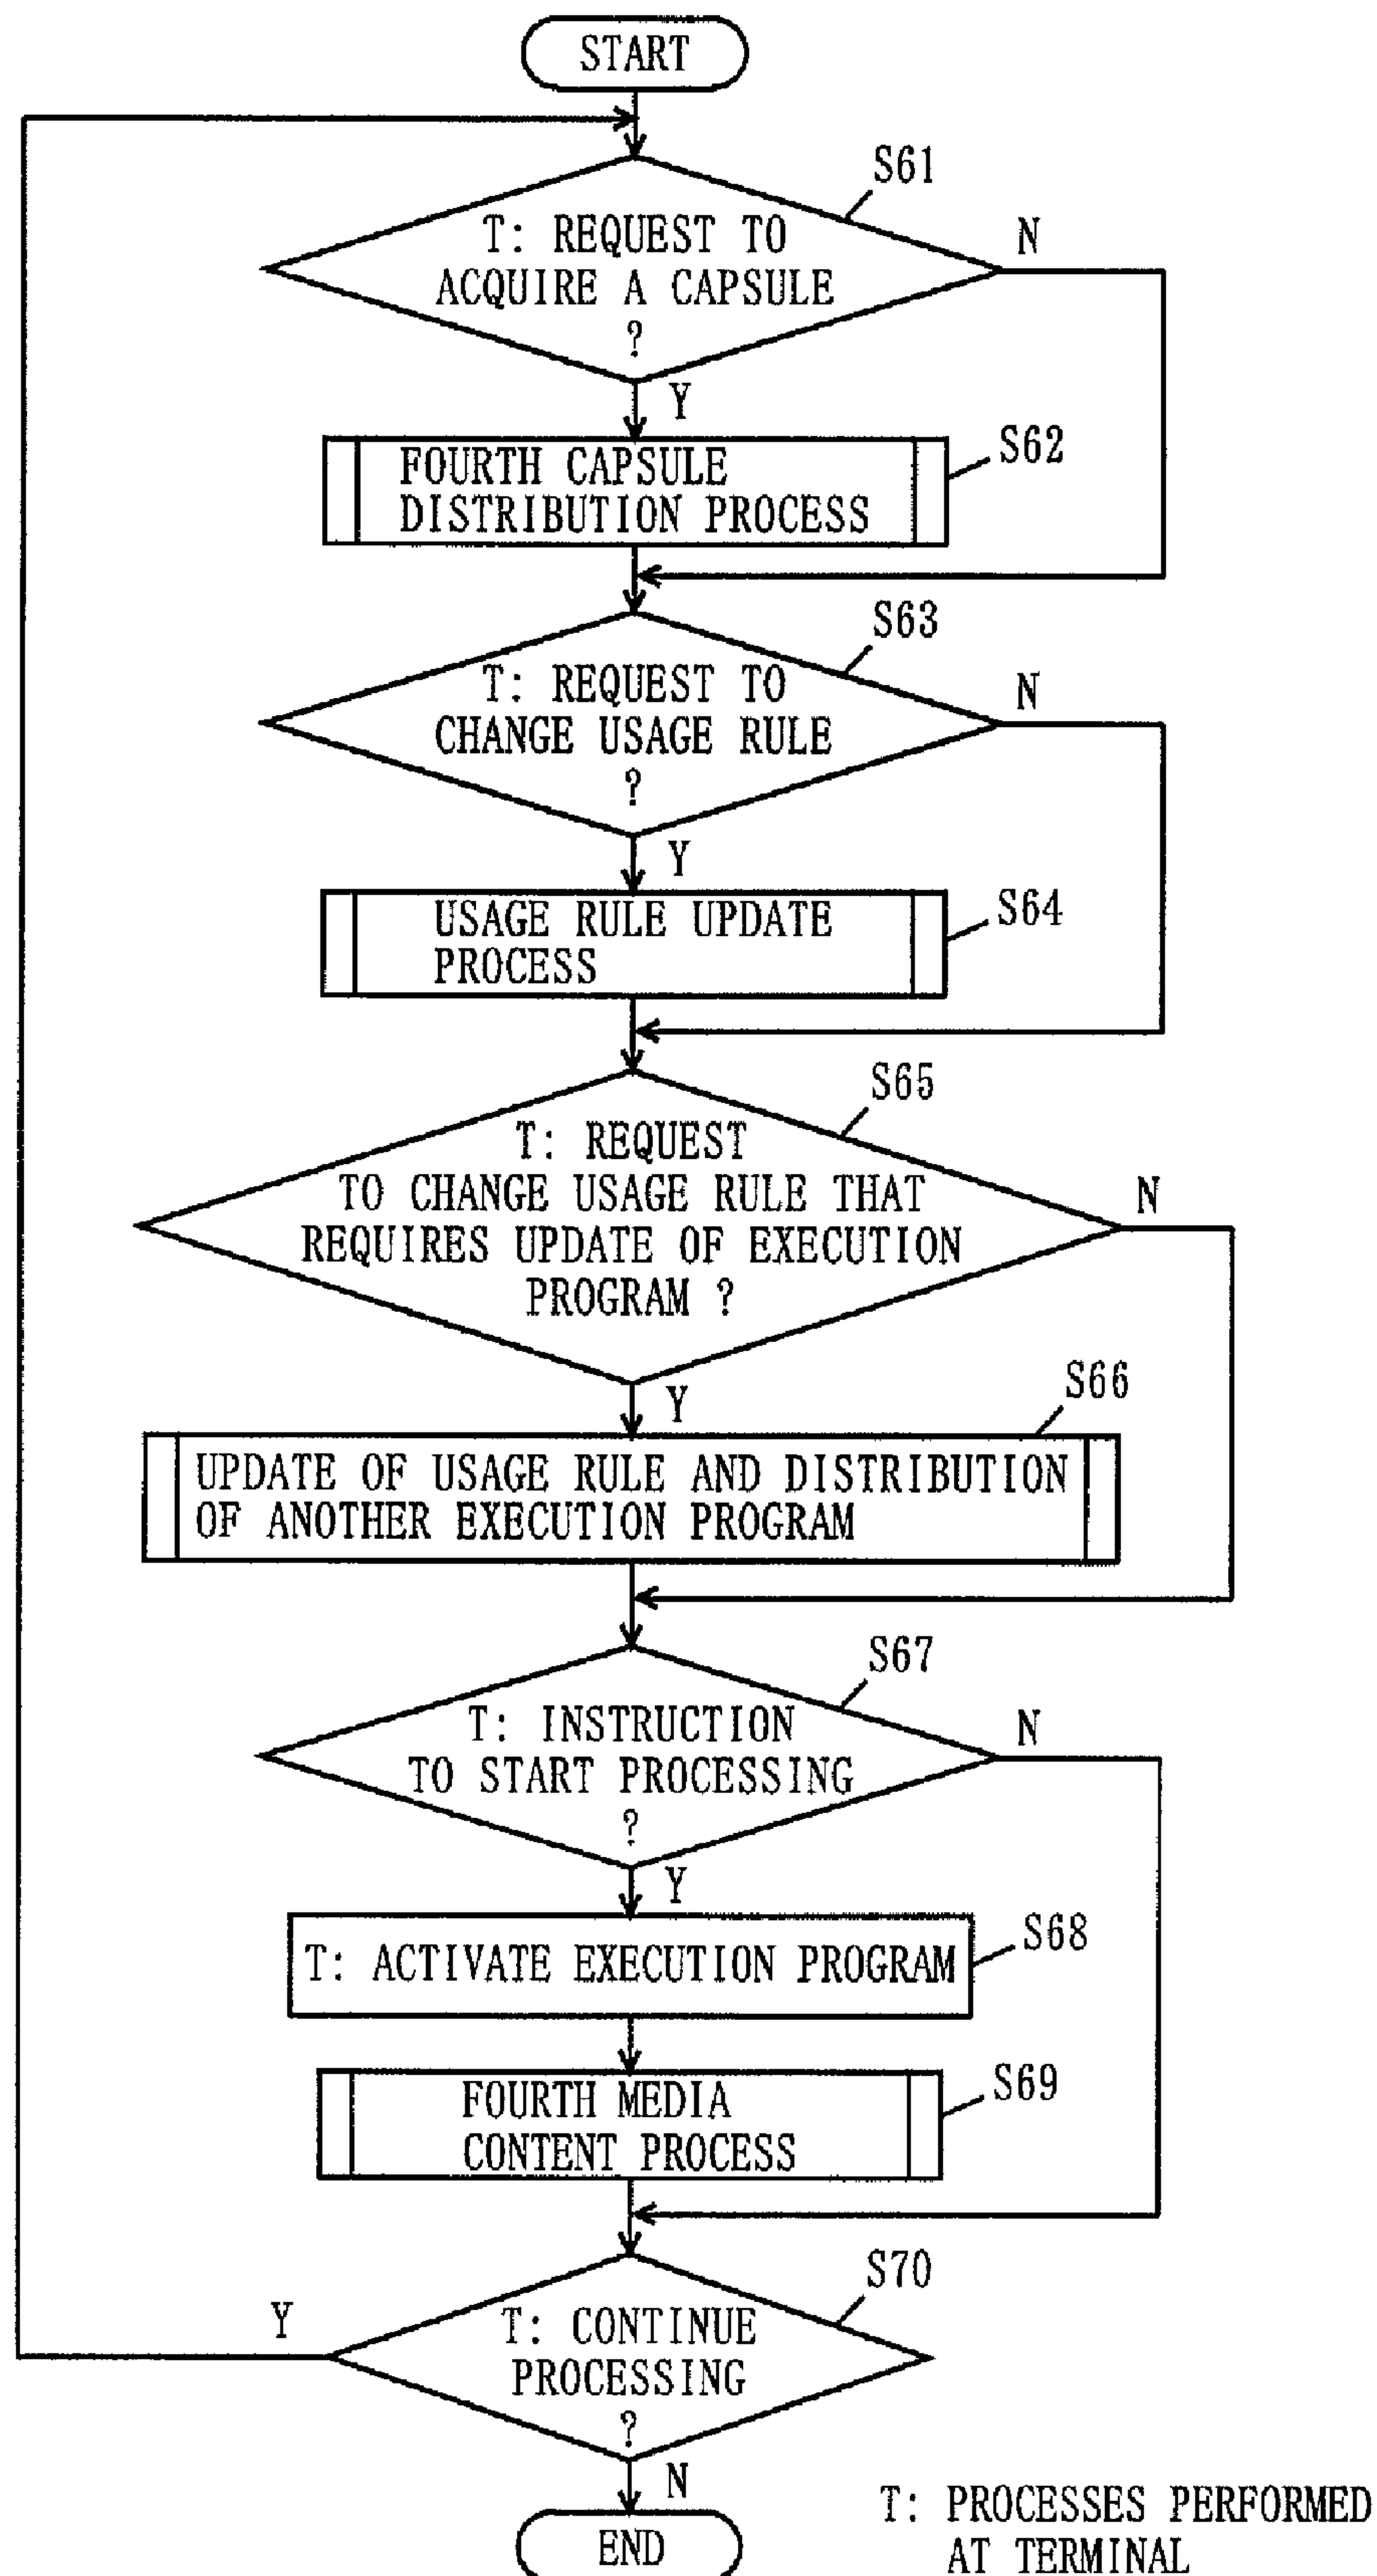 START
S61
T: REQUEST TO
ACQUIRE A CAPSULE
?
N
Y
FOURTH CAPSULE
DISTRIBUTION PROCESS
S62
S63
T: REQUEST TO
CHANGE USAGE RULE
?
N
Y
USAGE RULE UPDATE
PROCESS
S64
S65
T: REQUEST
TO CHANGE USAGE RULE THAT
REQUIRES UPDATE OF EXECUTION
PROGRAM ?
N
Y
S66
UPDATE OF USAGE RULE AND DISTRIBUTION
OF ANOTHER EXECUTION PROGRAM
S67
T: INSTRUCTION
TO START PROCESSING
?
N
Y
S68
T: ACTIVATE EXECUTION PROGRAM
S69
FOURTH MEDIA
CONTENT PROCESS
S70
Y
T: CONTINUE
PROCESSING
?
N
END
T: PROCESSES PERFORMED
AT TERMINAL